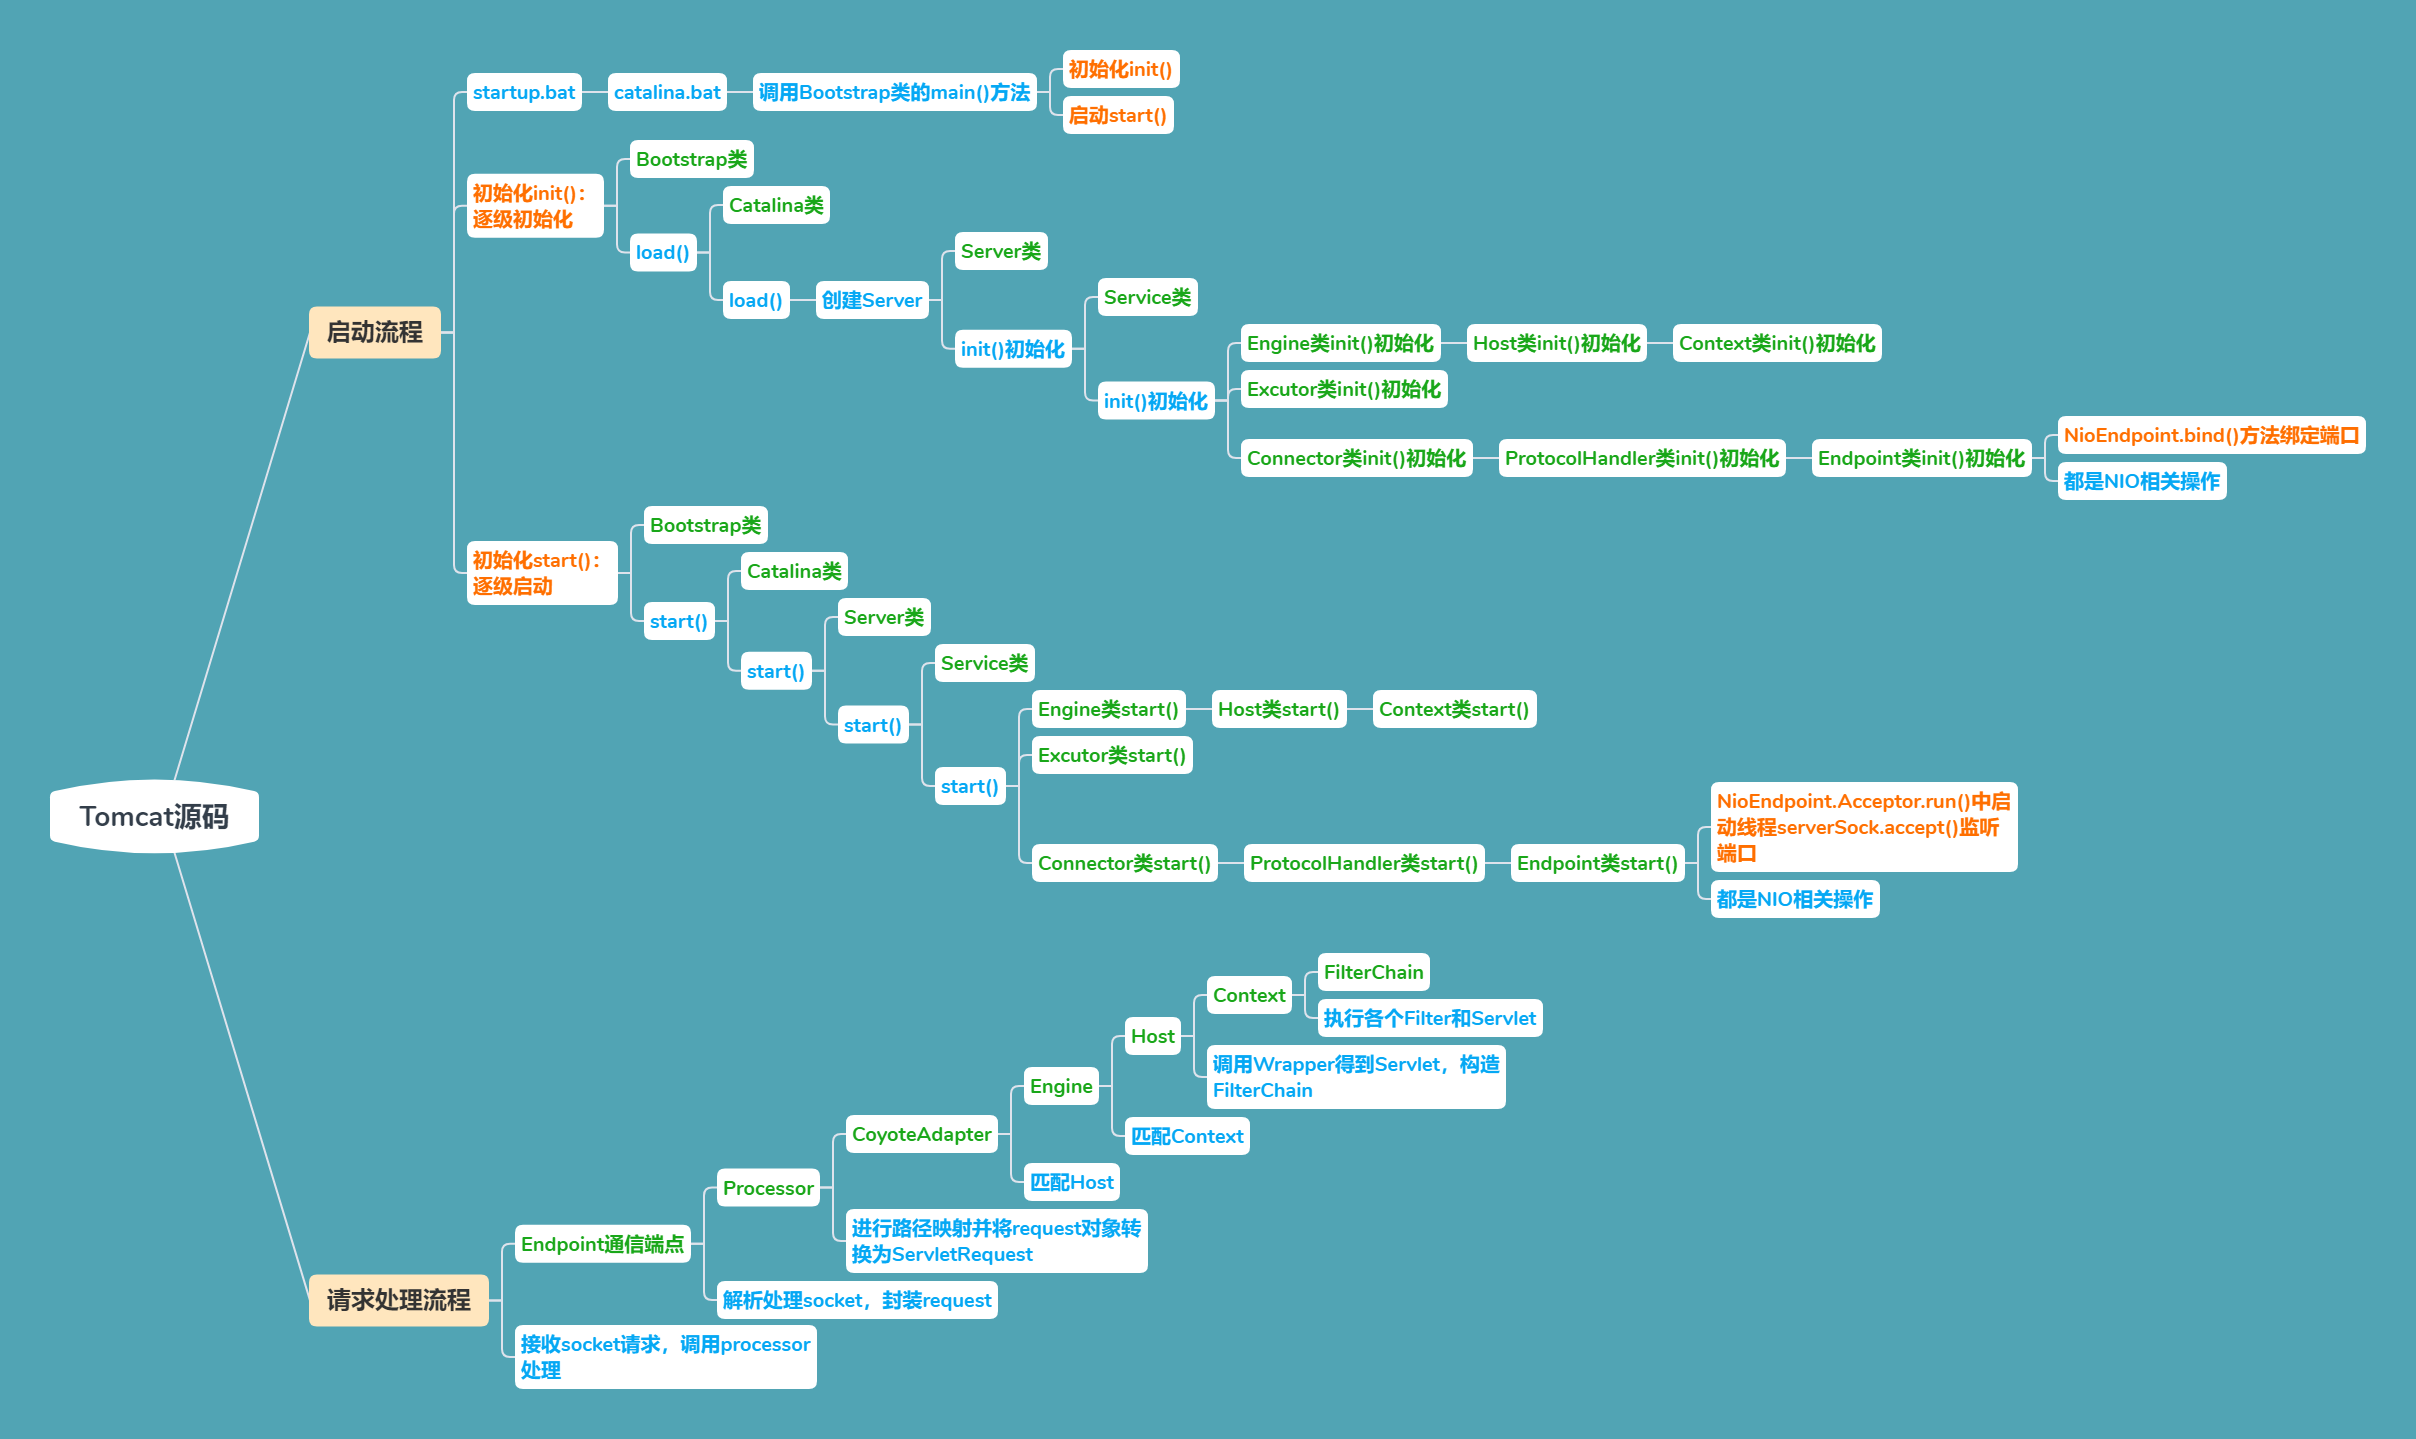 Tomcat源码
启动流程
startup.bat
catalina.bat
调用Bootstrap类的main()方法
初始化init()
启动start()
初始化init()：
逐级初始化
Bootstrap类
load()
Catalina类
load()
创建Server
Server类
init()初始化
Service类
init()初始化
Engine类init()初始化
Host类init()初始化
Context类init()初始化
Excutor类init()初始化
Connector类init()初始化
ProtocolHandler类init()初始化
Endpoint类init()初始化
NioEndpoint.bind()方法绑定端口
都是NIO相关操作
初始化start()：
逐级启动
Bootstrap类
start()
Catalina类
start()
Server类
start()
Service类
start()
Engine类start()
Host类start()
Context类start()
Excutor类start()
Connector类start()
ProtocolHandler类start()
Endpoint类start()
NioEndpoint.Acceptor.run()中启
动线程serverSock.accept()监听
端口
都是NIO相关操作
请求处理流程
Endpoint通信端点
Processor
CoyoteAdapter
Engine
Host
Context
FilterChain
执行各个Filter和Servlet
调用Wrapper得到Servlet，构造
FilterChain
匹配Context
匹配Host
进行路径映射并将request对象转
换为ServletRequest
解析处理socket，封装request
接收socket请求，调用processor
处理